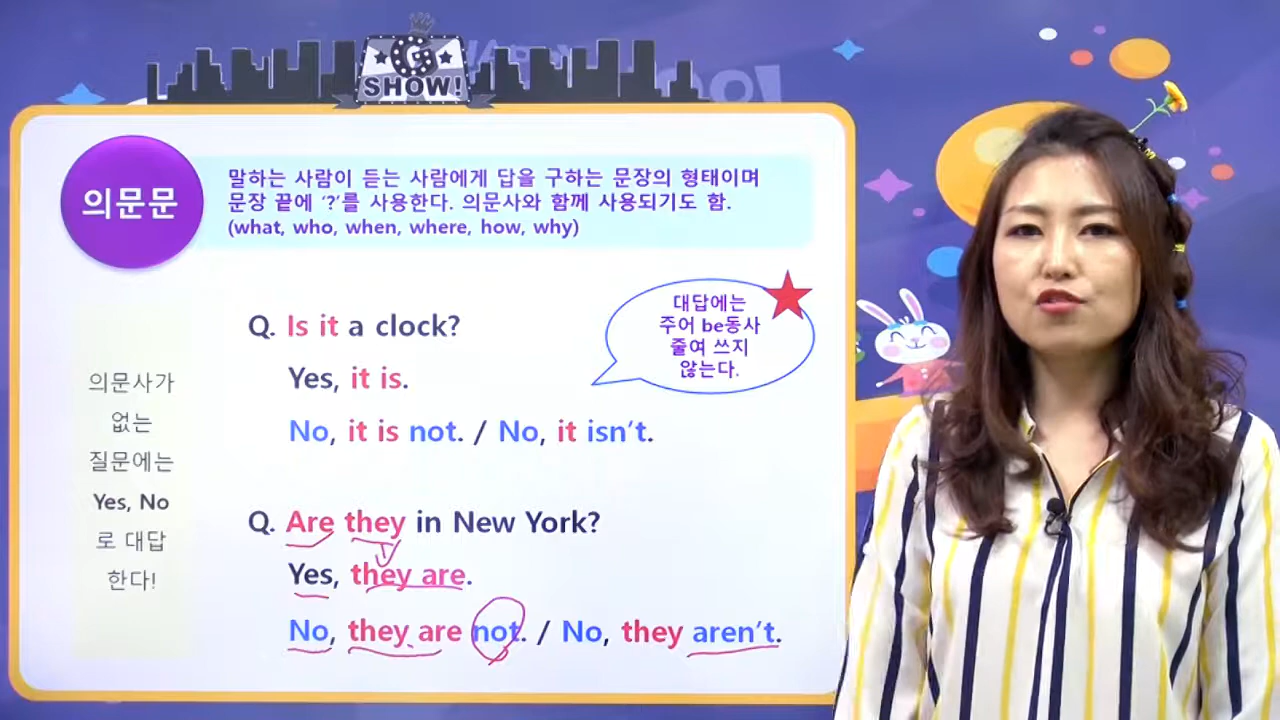 G
SHOW!
의문문
말하는 사람이 듣는 사람에게 답을 구하는 문장의 형태이며
문장 끝에 ‘?’를 사용한다. 의문사와 함께 사용되기도 함.
(what, who, when, where, how, why)
대답에는
주어 be동사
줄여 쓰지
않는다.
의문사가
없는
질문에는
Yes, No
로 대답
한다!
Q. Is it a clock?
Yes, it is.
No, it is not. / No, it isn’t.
Q. Are they in New York?
Yes, they are.
No, they are not. / No, they aren’t.